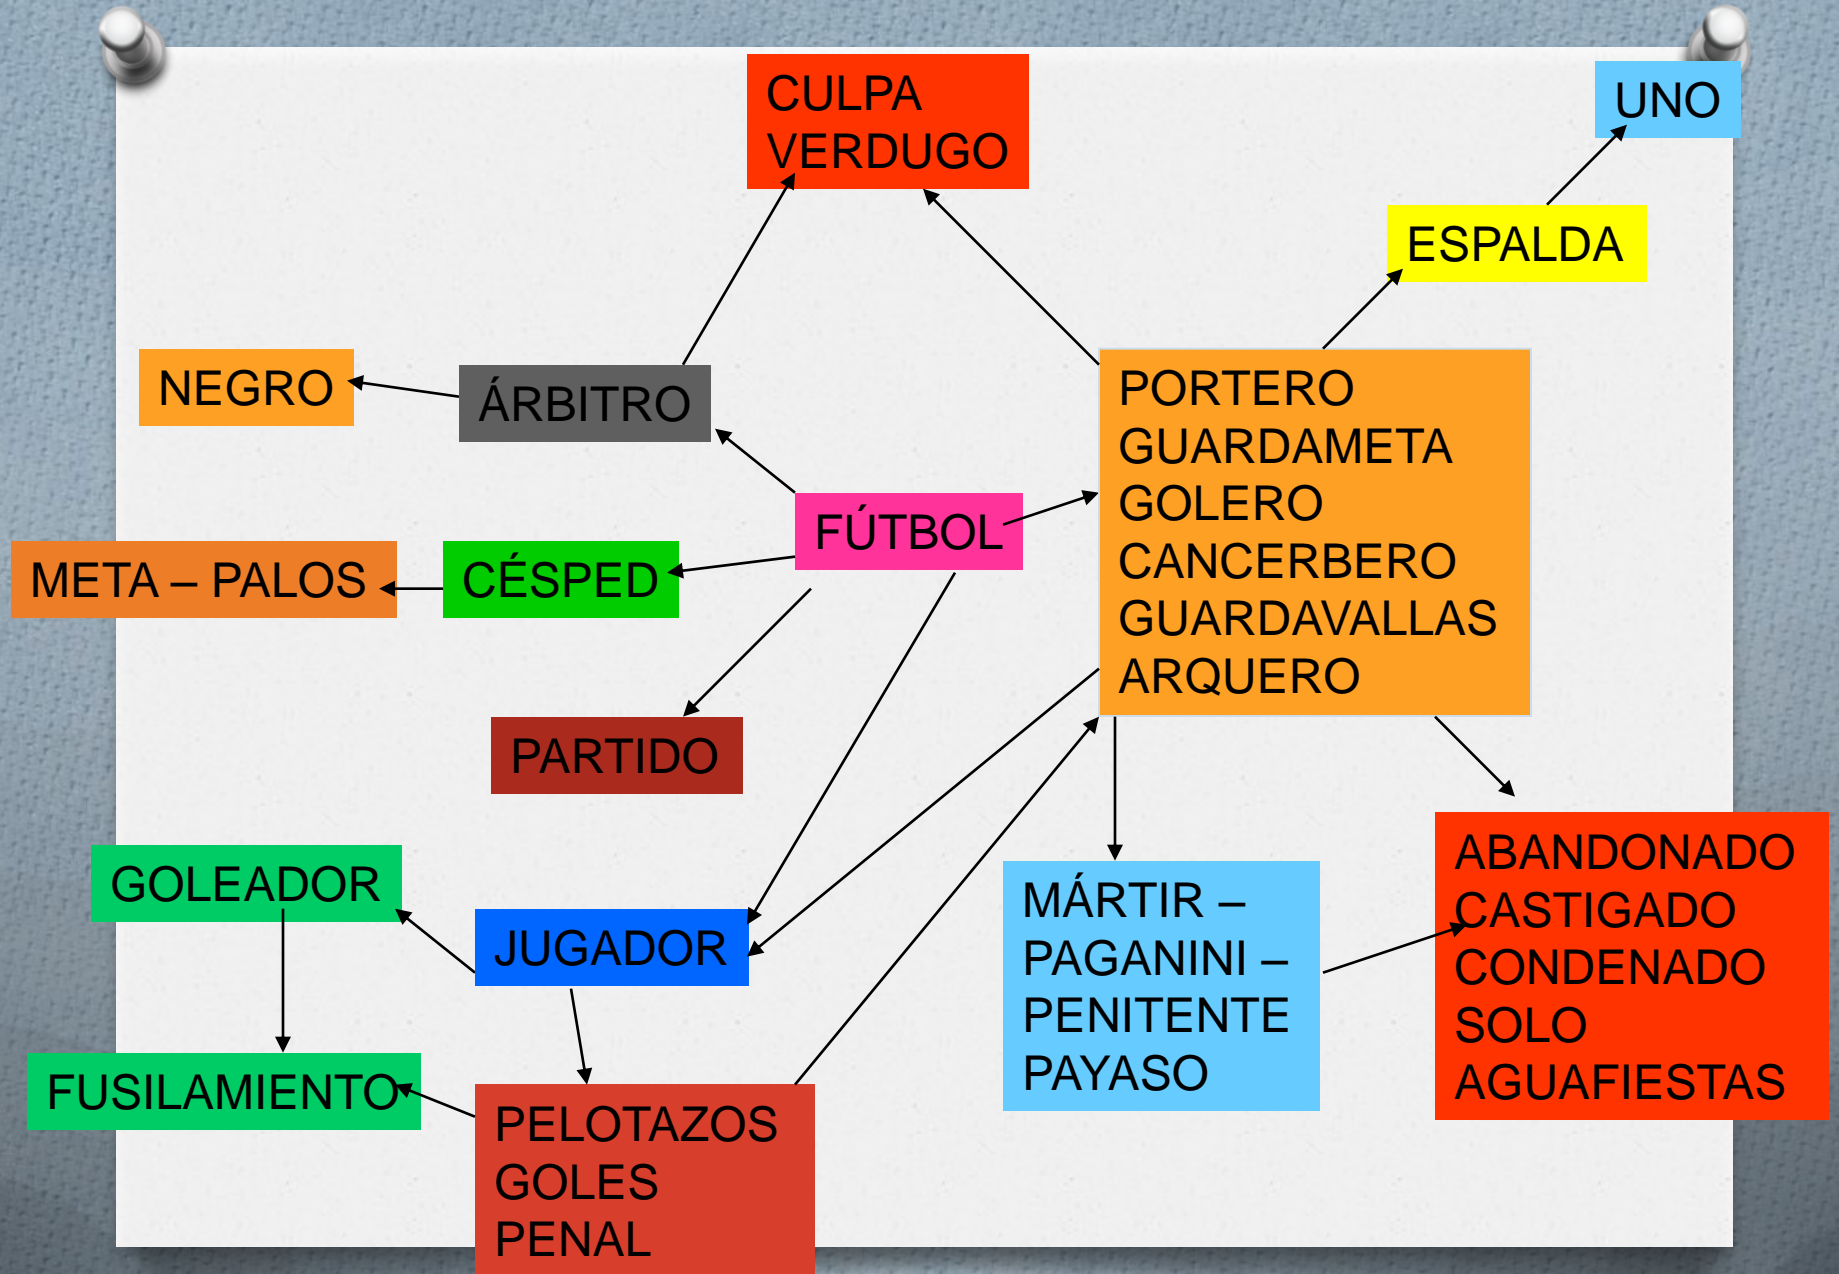 CULPA
VERDUGO
UNO
ESPALDA
NEGRO
ÁRBITRO
PORTERO
GUARDAMETA
GOLERO
CANCERBERO
GUARDAVALLAS
ARQUERO
FÚTBOL
META – PALOS
CÉSPED
PARTIDO
GOLEADOR
JUGADOR
MÁRTIR –
PAGANINI –
PENITENTE
PAYASO
ABANDONADO
CASTIGADO
CONDENADO
SOLO
AGUAFIESTAS
FUSILAMIENTO
PELOTAZOS
GOLES
PENAL